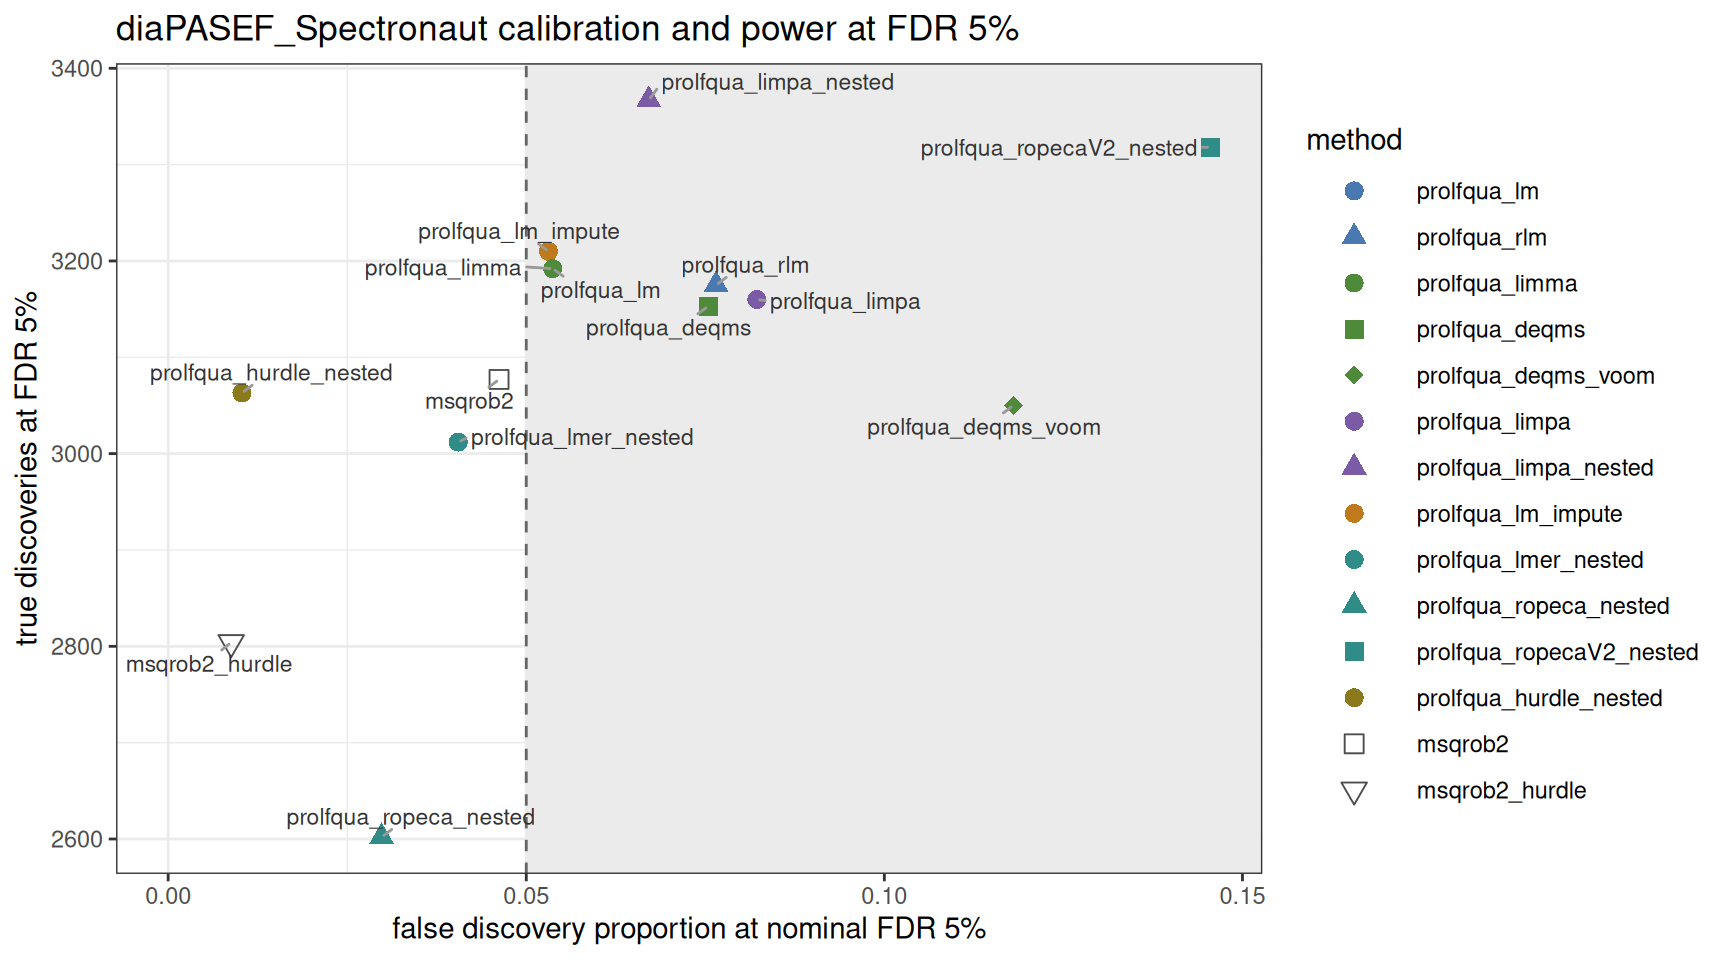 diaPASEF_Spectronaut calibration and power at FDR 5%
true discoveries at FDR 5%
3400
3200
3000
2800
2600
prolfqua_limpa_nested
prolfqua_ropecaV2_nested
prolfqua_lm_impute
prolfqua_limma
prolfqua_lm
prolfqua_rlm
prolfqua_limpa
prolfqua_deqms
prolfqua_hurdle_nested
msqrob2
prolfqua_deqms_voom
prolfqua_lmer_nested
msqrob2_hurdle
prolfqua_ropeca_nested
0.00
0.05
0.10
0.15
false discovery proportion at nominal FDR 5%
method
prolfqua_lm
prolfqua_rlm
prolfqua_limma
prolfqua_deqms
prolfqua_deqms_voom
prolfqua_limpa
prolfqua_limpa_nested
prolfqua_lm_impute
prolfqua_lmer_nested
prolfqua_ropeca_nested
prolfqua_ropecaV2_nested
prolfqua_hurdle_nested
msqrob2
msqrob2_hurdle